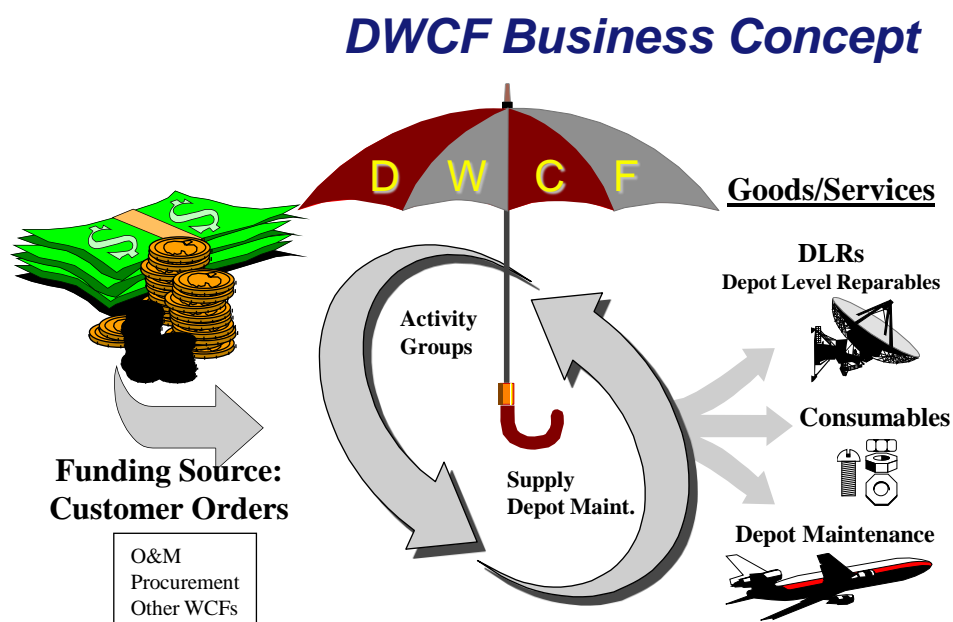 DWCF Business Concept
D W C F
Goods/Services
DLRs
Depot Level Reparables
Activity
Groups
Consumables
Funding Source:
Customer Orders
Supply
Depot Maint.
Depot Maintenance
O&M
Procurement
Other WCFs
$ $